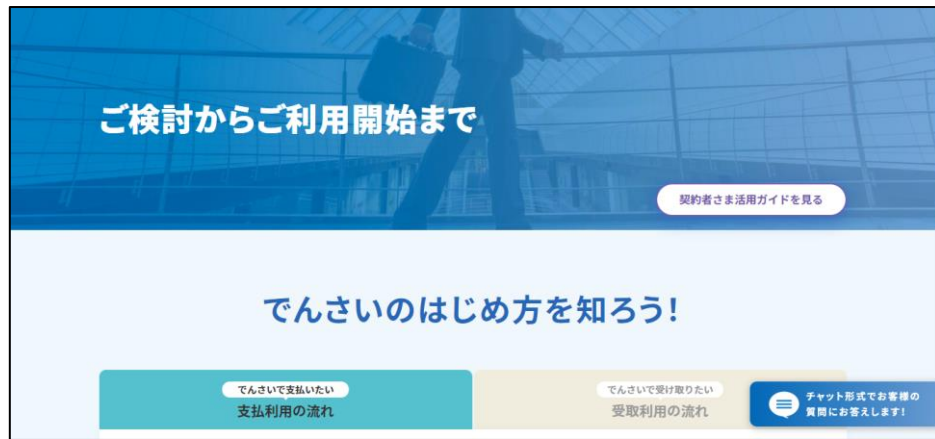 ご検討からご利用開始まで
契約者さま活用ガイドを見る
でんさいのはじめ方を知ろう!
でんさいで支払いたい
支払利用の流れ
でんさいで受け取りたい
受取利用の流れ
チャット形式でお客様の
質問にお答えします!